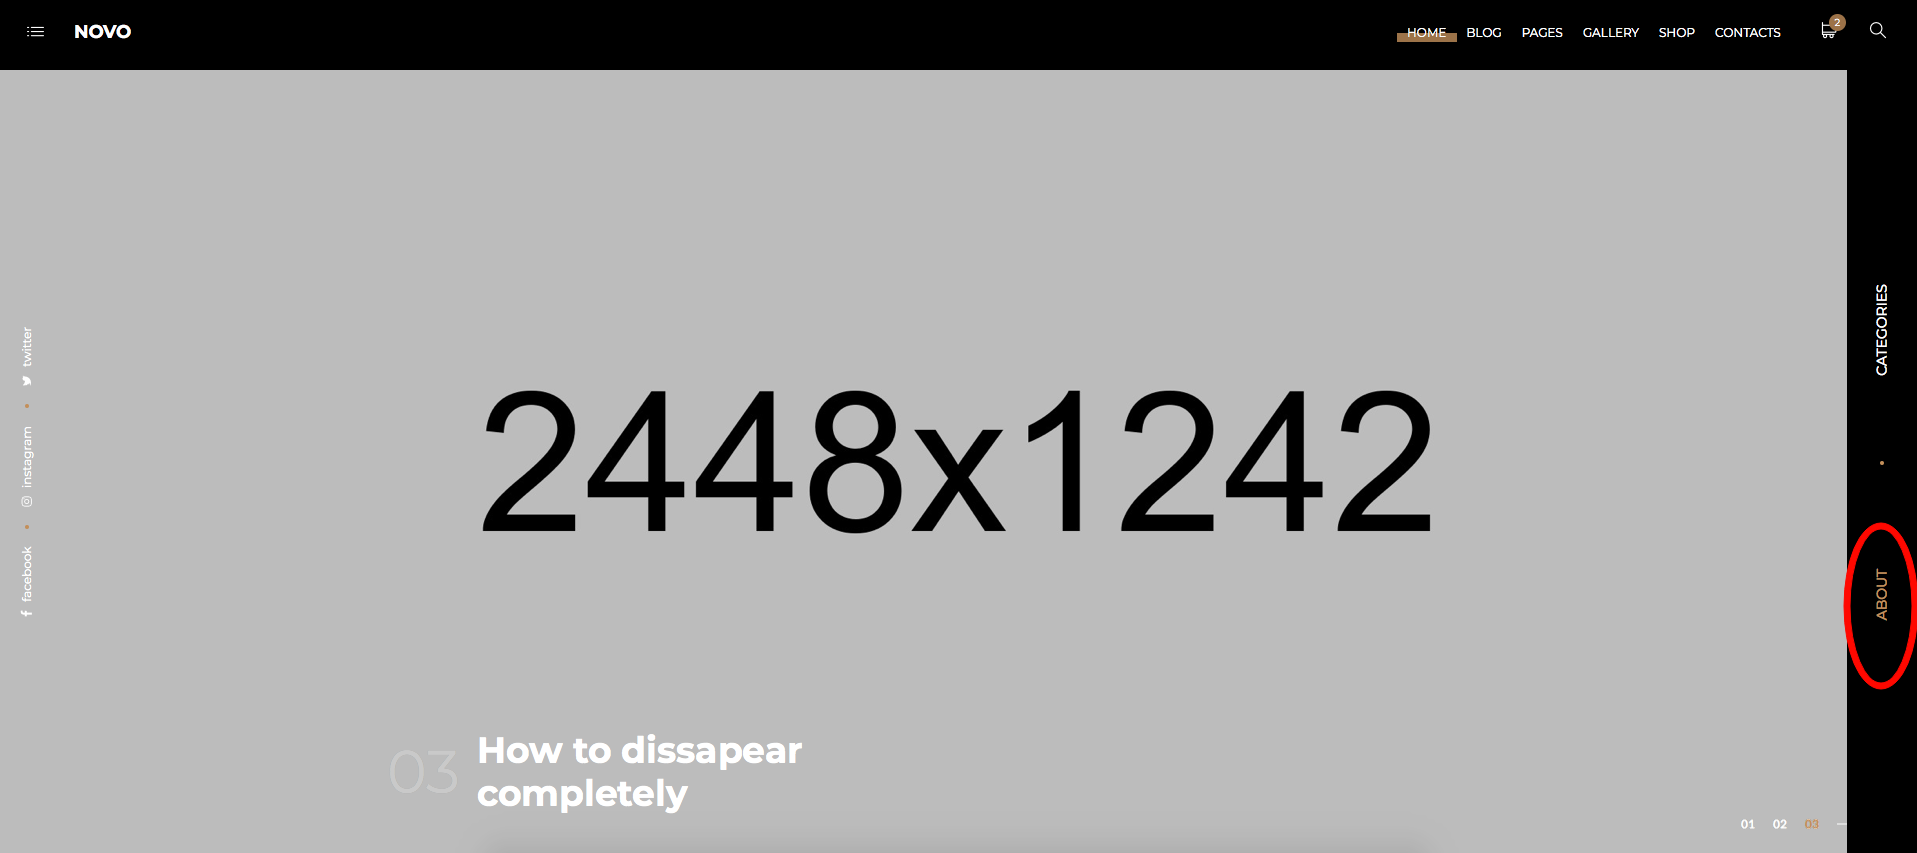 NOVO
HOME BLOG PAGES GALLERY SHOP CONTACTS 2
twitter
instagram
facebook
2448x1242
CATEGORIES
ABOUT
03 How to dissapear
completely
01 02 03